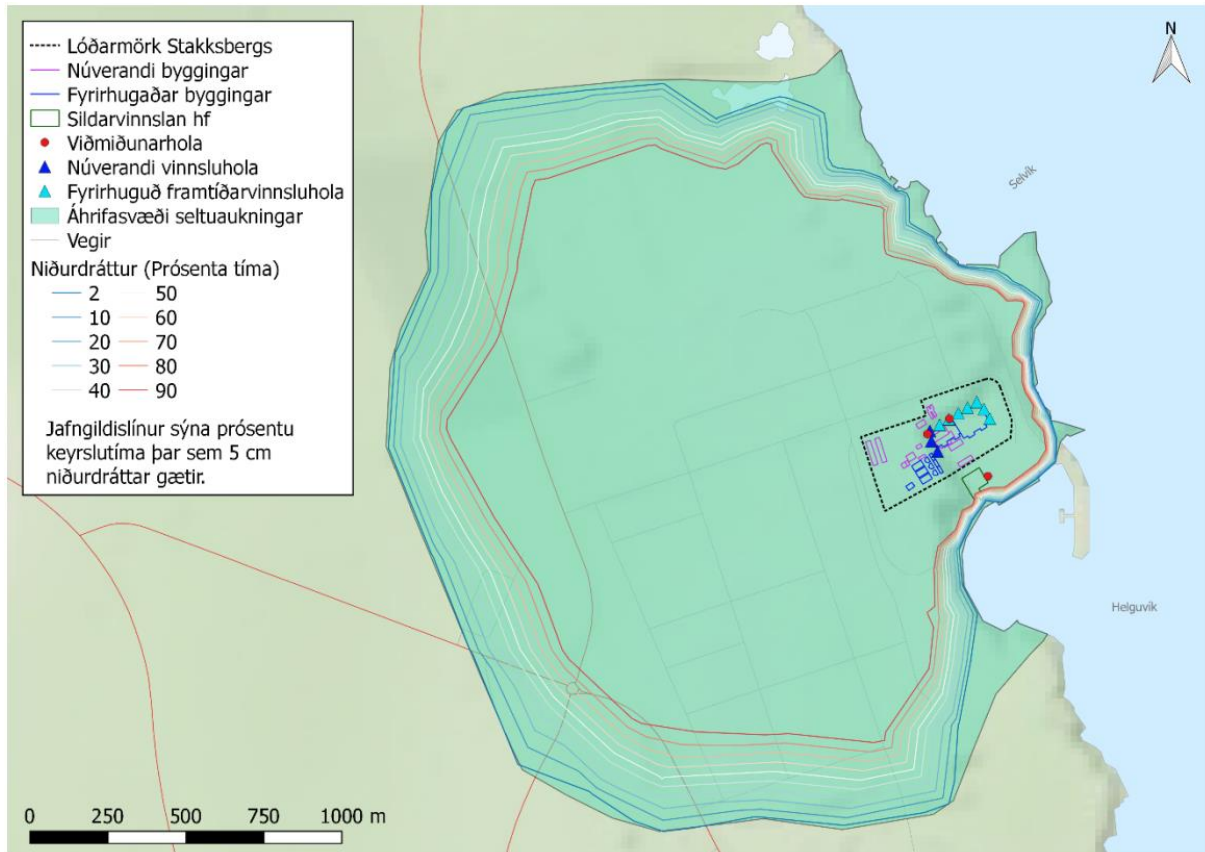 Lóðarmörk Stakksbergs
Núverandi byggingar
Fyrirhugaðar byggingar
Sildarvinnslan hf
Viðmiðunarhola
Núverandi vinnsluhola
Fyrirhuguð framtíðarvinnsluhola
Áhrifasvæði seltuaukningar
Vegir
Niðurdráttur (Prósenta tíma)
2 50
10 60
20 70
30 80
40 90
Jafngildislínur sýna prósentu
keyrslutíma þar sem 5 cm
niðurdráttar gætir.
N
Selvík
Helguvík
0 250 500 750 1000 m